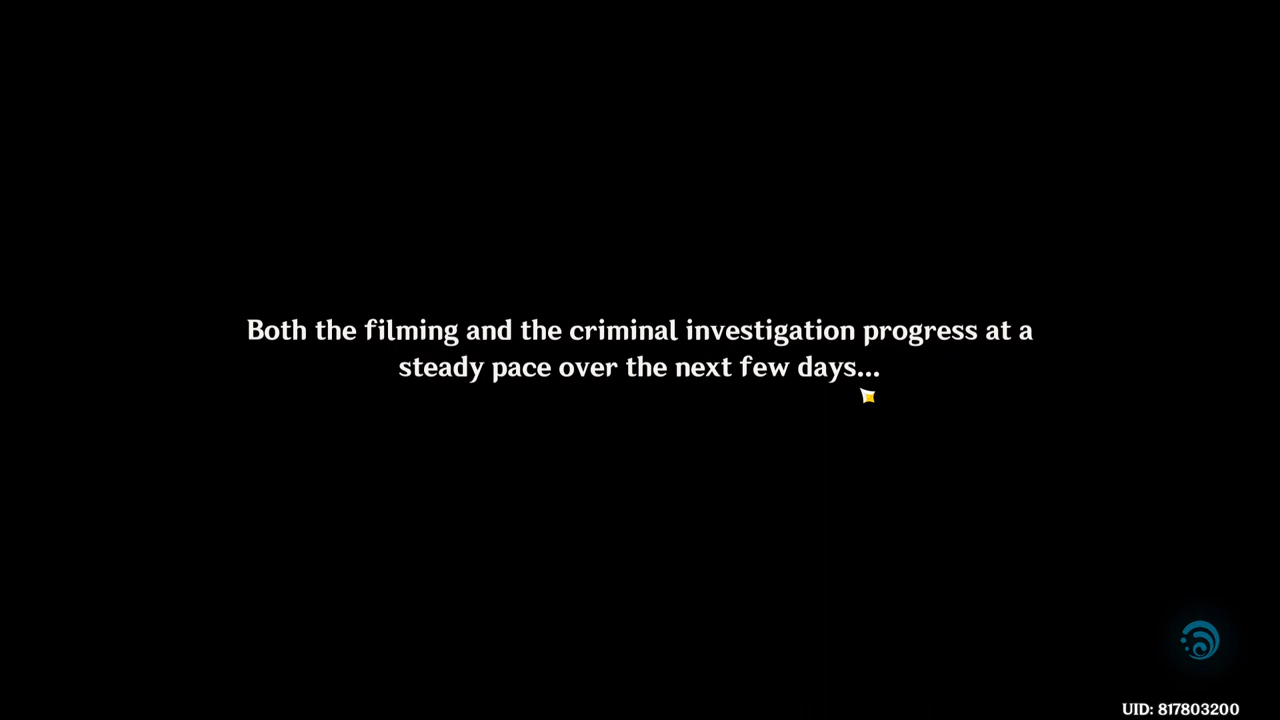 Both the filming and the criminal investigation progress at a
steady pace over the next few days...
UID: 817803200